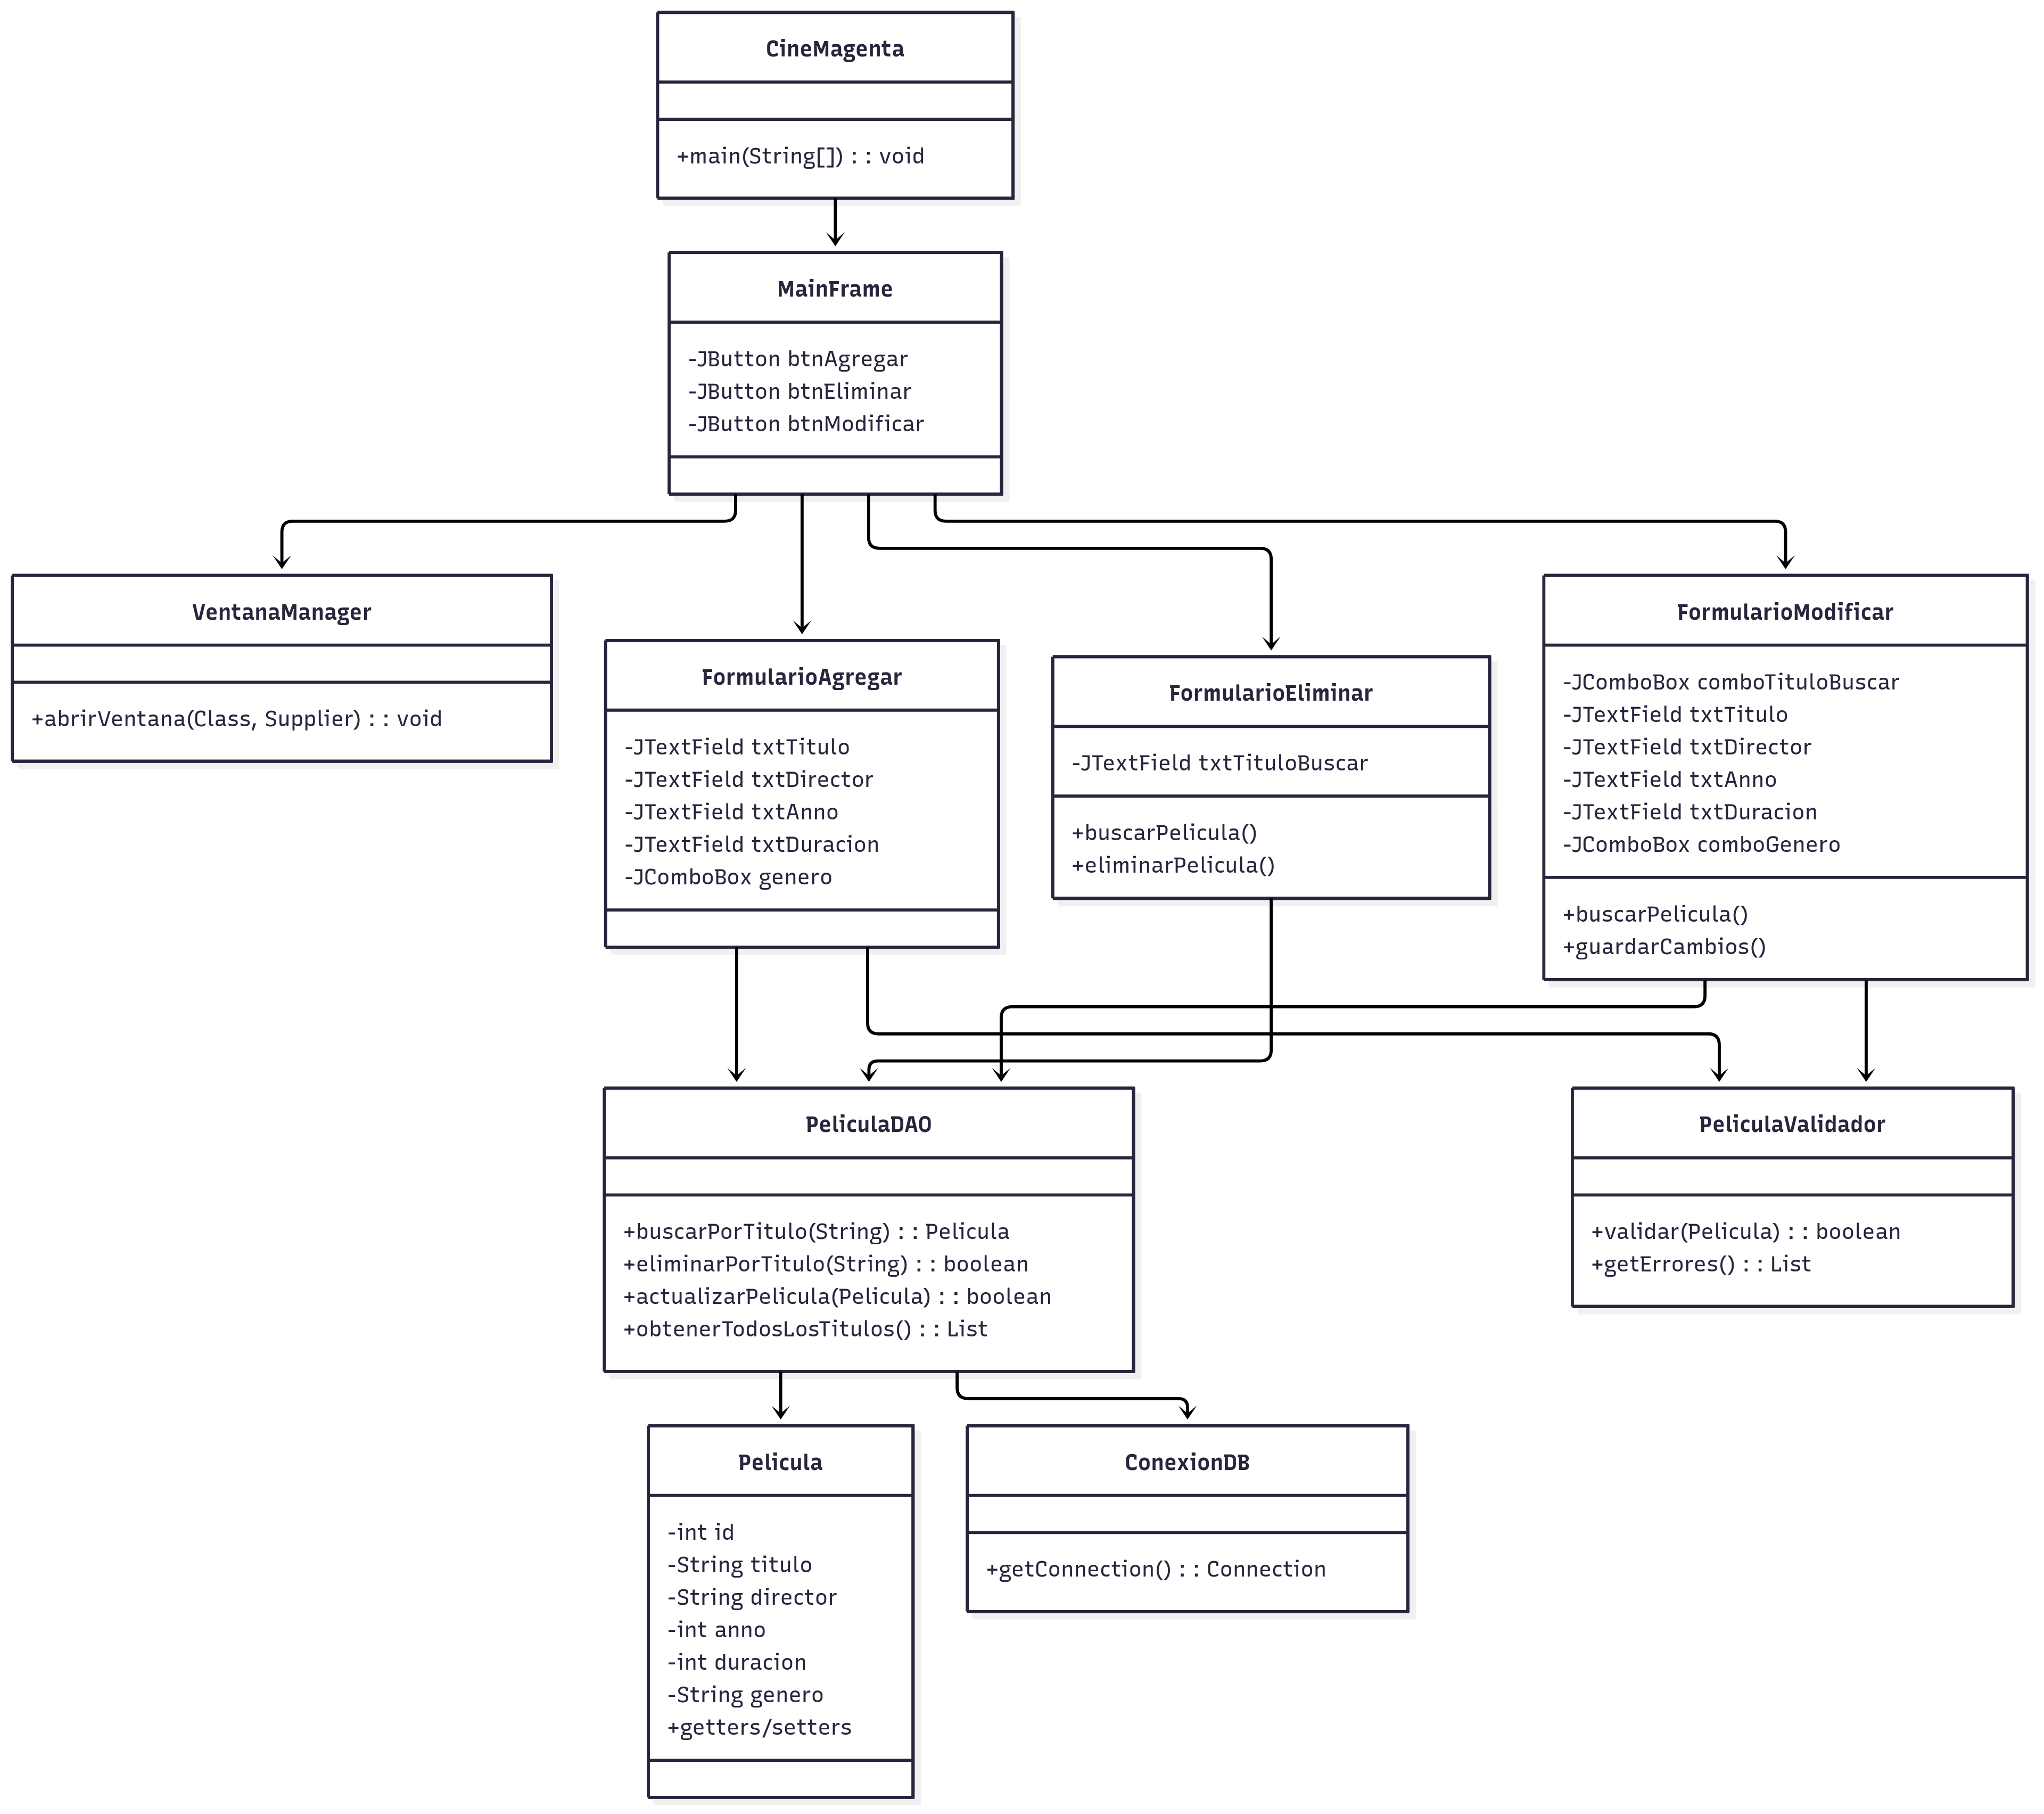 CineMagenta
+main(String[]) : : void
MainFrame
-JButton btnAgregar
-JButton btnEliminar
-JButton btnModificar
VentanaManager
+abrirVentana(Class, Supplier) : : void
FormularioAgregar
-JTextField txtTitulo
-JTextField txtDirector
-JTextField txtAnno
-JTextField txtDuracion
-JComboBox genero
FormularioEliminar
-JTextField txtTituloBuscar
+buscarPelicula()
+eliminarPelicula()
FormularioModificar
-JComboBox comboTituloBuscar
-JTextField txtTitulo
-JTextField txtDirector
-JTextField txtAnno
-JTextField txtDuracion
-JComboBox comboGenero
+buscarPelicula()
+guardarCambios()
PeliculaDAO
+buscarPorTitulo(String) : : Pelicula
+eliminarPorTitulo(String) : : boolean
+actualizarPelicula(Pelicula) : : boolean
+obtenerTodosLosTitulos() : : List
PeliculaValidador
+validar(Pelicula) : : boolean
+getErrores() : : List
Pelicula
-int id
-String titulo
-String director
-int anno
-int duracion
-String genero
+getters/setters
ConexionDB
+getConnection() : : Connection